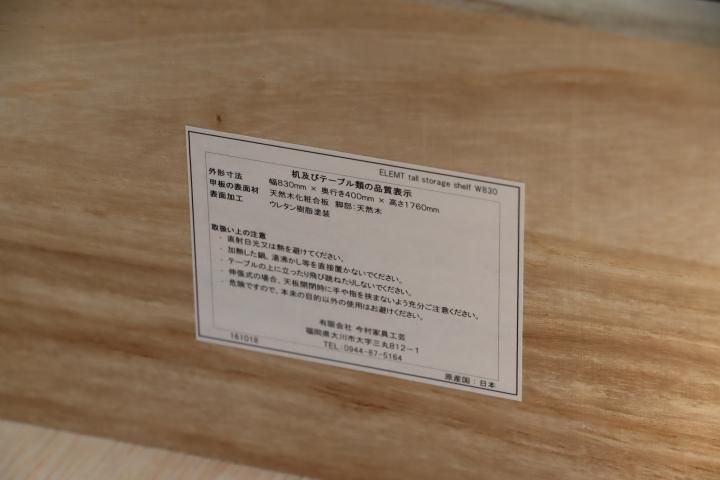 ELEMT tall storage shelf W830
机及びテーブル類の品質表示
外形寸法 幅830mm × 奥行き400mm × 高さ1760mm
甲板の表面材 天然木化粧合板 脚部:天然木
表面加工 ウレタン樹脂塗装
取扱い上の注意
・直射日光又は熱を避けてください。
・加熱した鍋、湯沸かし等を直接置かないでください。
・テーブルの上に立ったり飛び跳ねたりしないでください。
・伸張式の場合、天板開閉時に手や指を挟まないよう充分ご注意ください。
・危険ですので、本来の目的以外の使用はお避けください。
有限会社 今村家具工芸
福岡県大川市大字三丸812-1
TEL:0944-87-5164
161018
原産国:日本